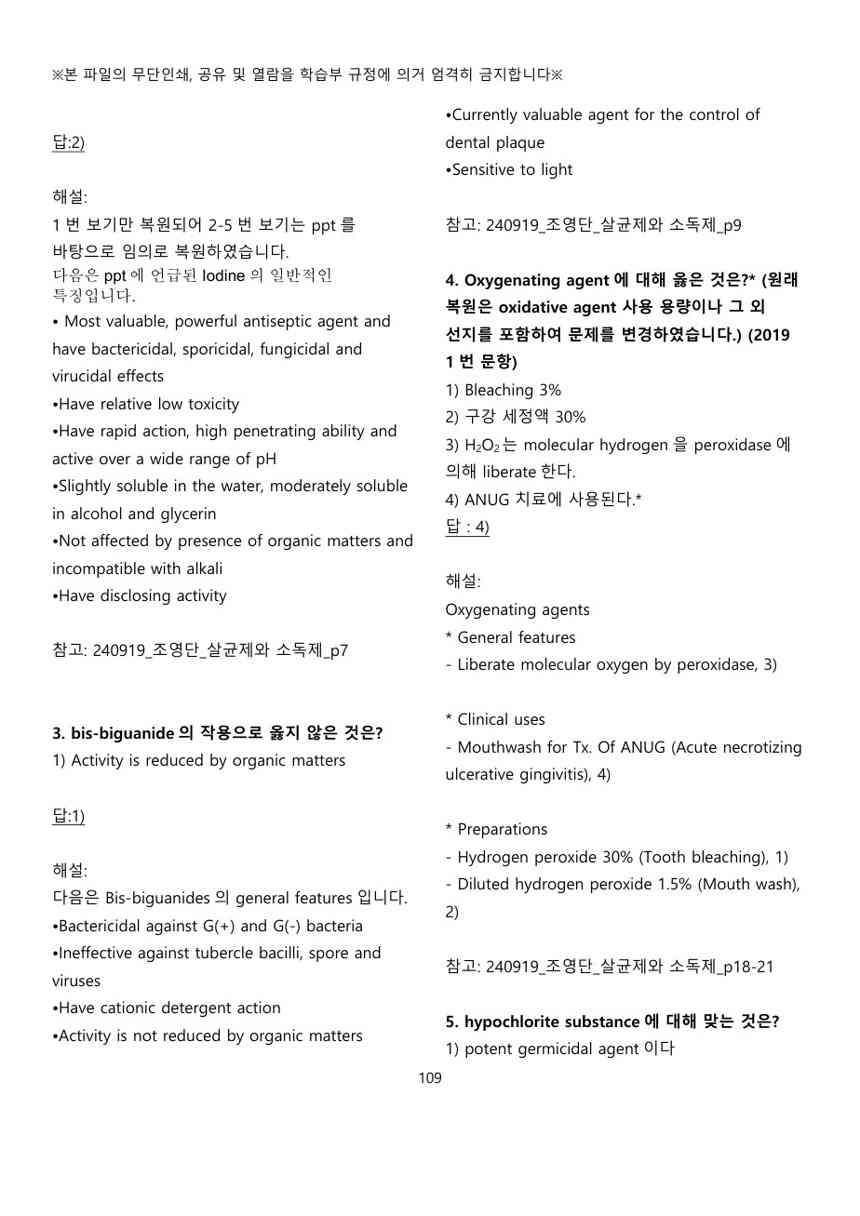 ※본 파일의 무단인쇄, 공유 및 열람을 학습부 규정에 의거 엄격히 금지합니다※
답:2)
해설:
1 번 보기만 복원되어 2-5 번 보기는 ppt 를
바탕으로 임의로 복원하였습니다.
다음은 ppt 에 언급된 Iodine 의 일반적인
특징입니다.
• Most valuable, powerful antiseptic agent and
have bactericidal, sporicidal, fungicidal and
virucidal effects
•Have relative low toxicity
•Have rapid action, high penetrating ability and
active over a wide range of pH
•Slightly soluble in the water, moderately soluble
in alcohol and glycerin
•Not affected by presence of organic matters and
incompatible with alkali
•Have disclosing activity
참고: 240919_조영단_살균제와 소독제_p7
3. bis-biguanide 의 작용으로 옳지 않은 것은?
1) Activity is reduced by organic matters
답:1)
해설:
다음은 Bis-biguanides 의 general features 입니다.
•Bactericidal against G(+) and G(-) bacteria
•Ineffective against tubercle bacilli, spore and
viruses
•Have cationic detergent action
•Activity is not reduced by organic matters
•Currently valuable agent for the control of
dental plaque
•Sensitive to light
참고: 240919_조영단_살균제와 소독제_p9
4. Oxygenating agent 에 대해 옳은 것은?* (원래
복원은 oxidative agent 사용 용량이나 그 외
선지를 포함하여 문제를 변경하였습니다.) (2019
1 번 문항)
1) Bleaching 3%
2) 구강 세정액 30%
3) H₂O₂는 molecular hydrogen 을 peroxidase 에
의해 liberate 한다.
4) ANUG 치료에 사용된다.*
답 : 4)
해설:
Oxygenating agents
* General features
- Liberate molecular oxygen by peroxidase, 3)
* Clinical uses
- Mouthwash for Tx. Of ANUG (Acute necrotizing
ulcerative gingivitis), 4)
* Preparations
- Hydrogen peroxide 30% (Tooth bleaching), 1)
- Diluted hydrogen peroxide 1.5% (Mouth wash),
2)
참고: 240919_조영단_살균제와 소독제_p18-21
5. hypochlorite substance 에 대해 맞는 것은?
1) potent germicidal agent 이다
109